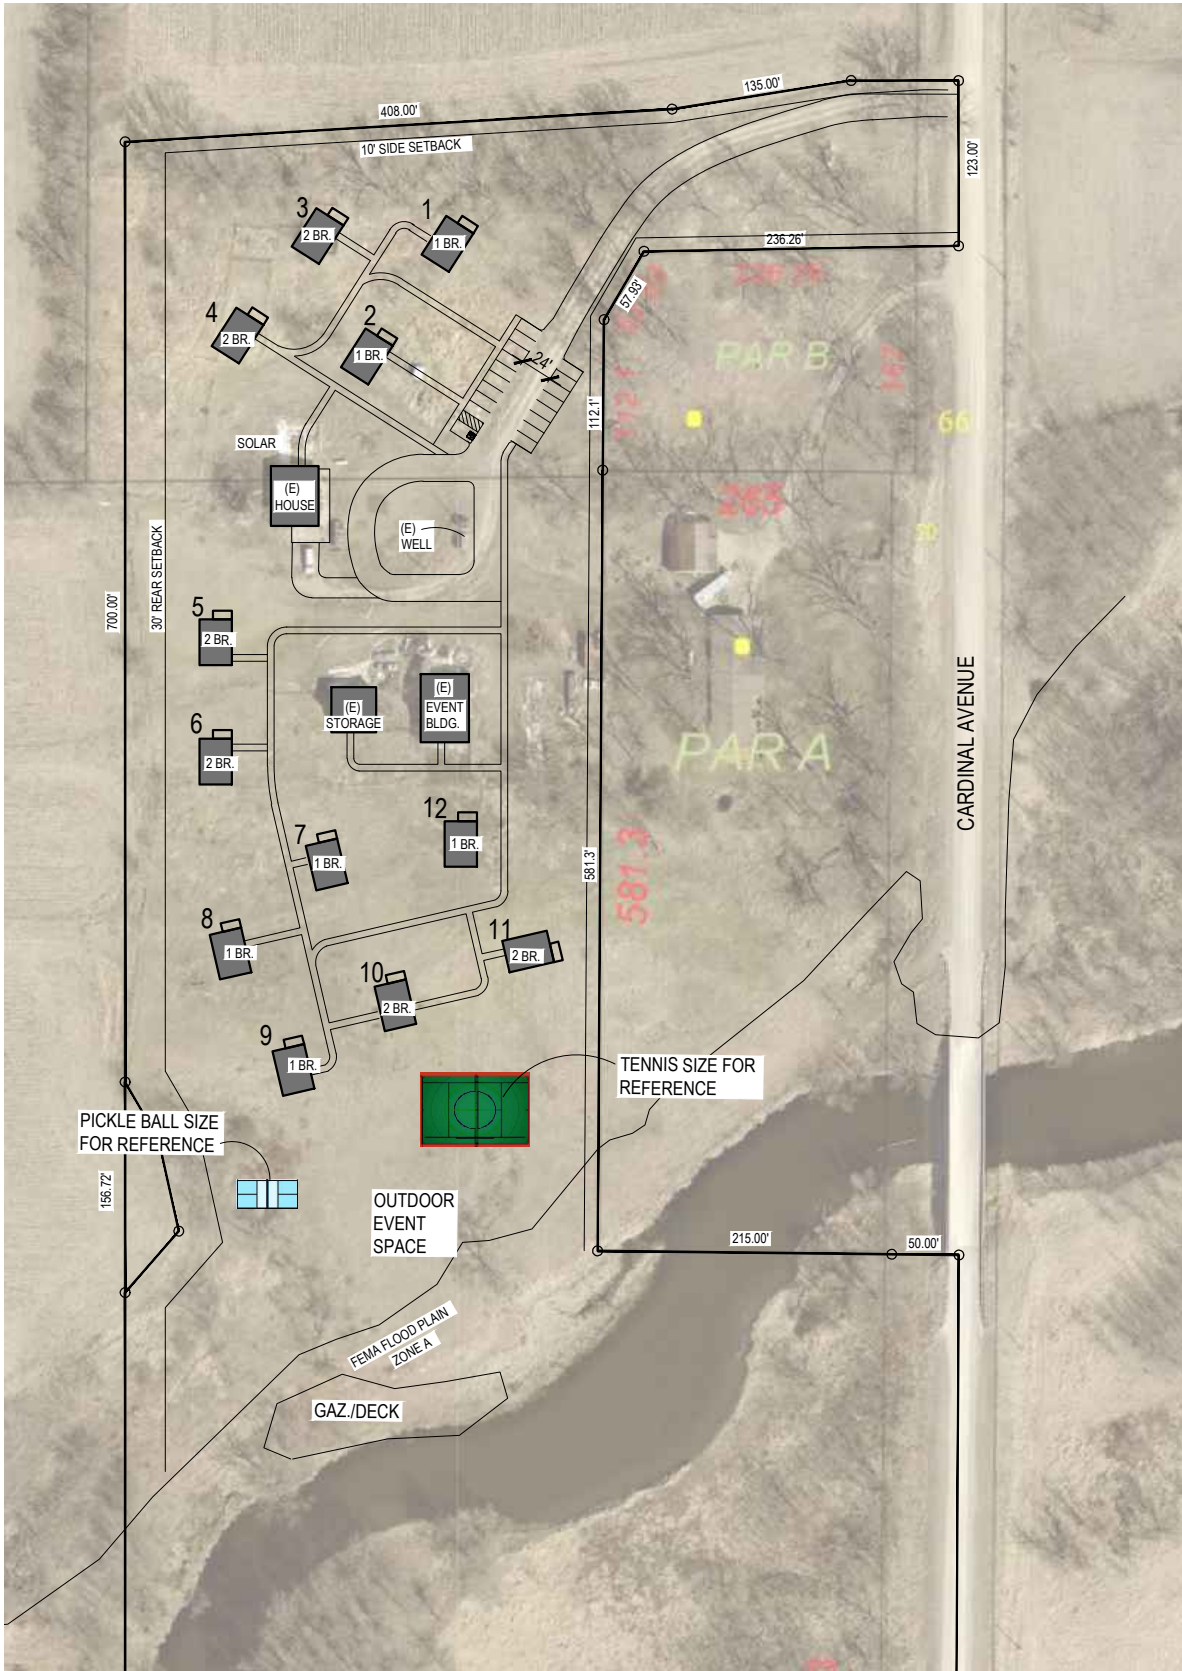 135.00'
408.00'
10' SIDE SETBACK
123.00'
3
2 BR.
1
1 BR.
236.26'
57.93'
4
2 BR.
2
1 BR.
24'
PAR B
147
112.1
112.1'
66'
SOLAR
(E)
HOUSE
(E)
WELL
265
50
30' REAR SETBACK
700.00'
5
2 BR.
(E)
STORAGE
(E)
EVENT
BLDG.
6
2 BR.
PAR A
CARDINAL AVENUE
12
1 BR.
7
1 BR.
581.3'
581.3
8
1 BR.
11
2 BR.
10
2 BR.
9
1 BR.
TENNIS SIZE FOR
REFERENCE
PICKLE BALL SIZE
FOR REFERENCE
156.72'
OUTDOOR
EVENT
SPACE
215.00'
50.00'
FEMA FLOOD PLAIN
ZONE A
GAZ./DECK